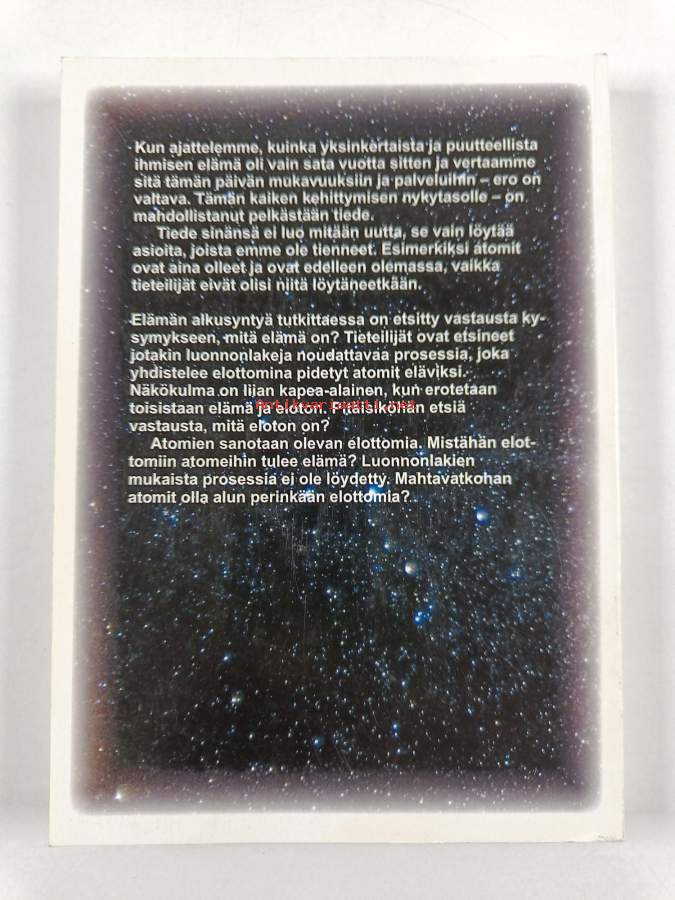 Kun ajattelemme, kuinka yksinkertaista ja puutteellista
ihmisen elämä oli vain sata vuotta sitten ja vertaamme
sitä tämän päivän mukavuuksiin ja palveluihin – ero on
valtava. Tämän kaiken kehittymisen nykytasolle – on
mahdollistanut pelkästään tiede.
Tiede sinänsä ei luo mitään uutta, se vain löytää
asioita, joista emme ole tienneet. Esimerkiksi atomit
ovat aina olleet ja ovat edelleen olemassa, vaikka
tieteilijät eivät olisi niitä löytäneetkään.
Elämän alkusyntyä tutkittaessa on etsitty vastausta ky-
symykseen, mitä elämä on? Tieteilijät ovat etsineet
jotakin luonnonlakeja noudattavaa prosessia, joka
yhdistelee elottomina pidetyt atomit eläviksi.
Näkökulma on liian kapea-alainen, kun erotetaan
toisistaan elämä ja eloton. Pitäisiköhän etsiä
Antikvariaatti.net
vastausta, mitä eloton on?
Atomien sanotaan olevan elottomia. Mistähän elot-
tomiin atomeihin tulee elämä? Luonnonlakien
mukaista prosessia ei ole löydetty. Mahtavatkohan
atomit olla alun perinkään elottomia?